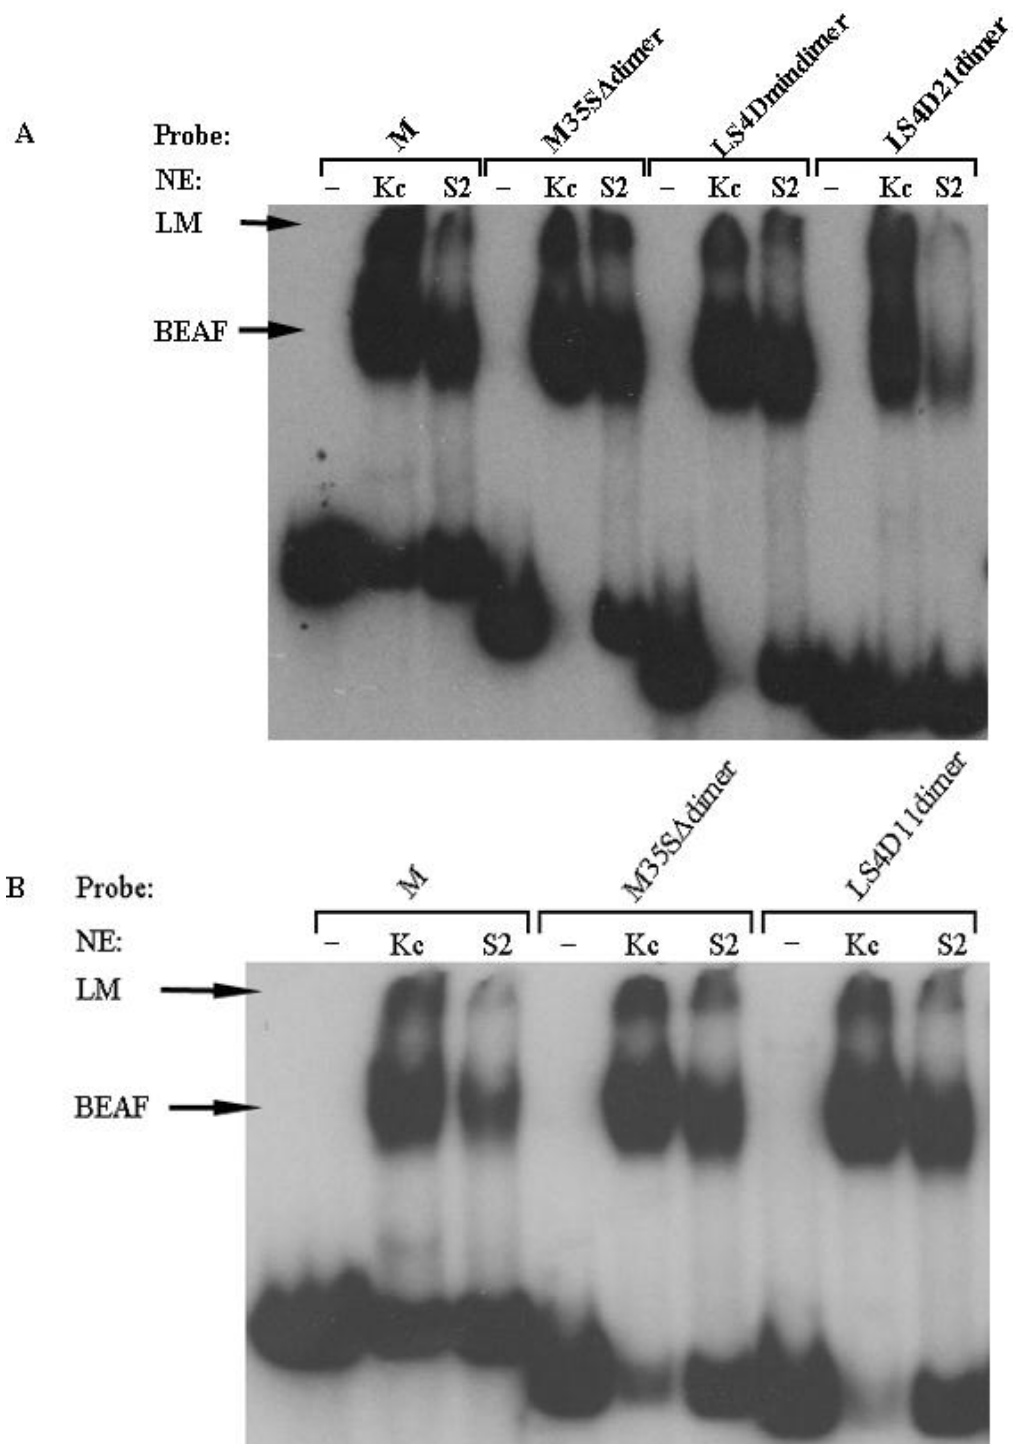 A
Probe:
M
M35SΔdimer
LS4Dmindimer
LS4D21dimer
NE:
– Kc S2 – Kc S2 – Kc S2 – Kc S2
LM
BEAF
B
Probe:
M
M35SΔdimer
LS4D11dimer
NE:
– Kc S2 – Kc S2 – Kc S2
LM
BEAF